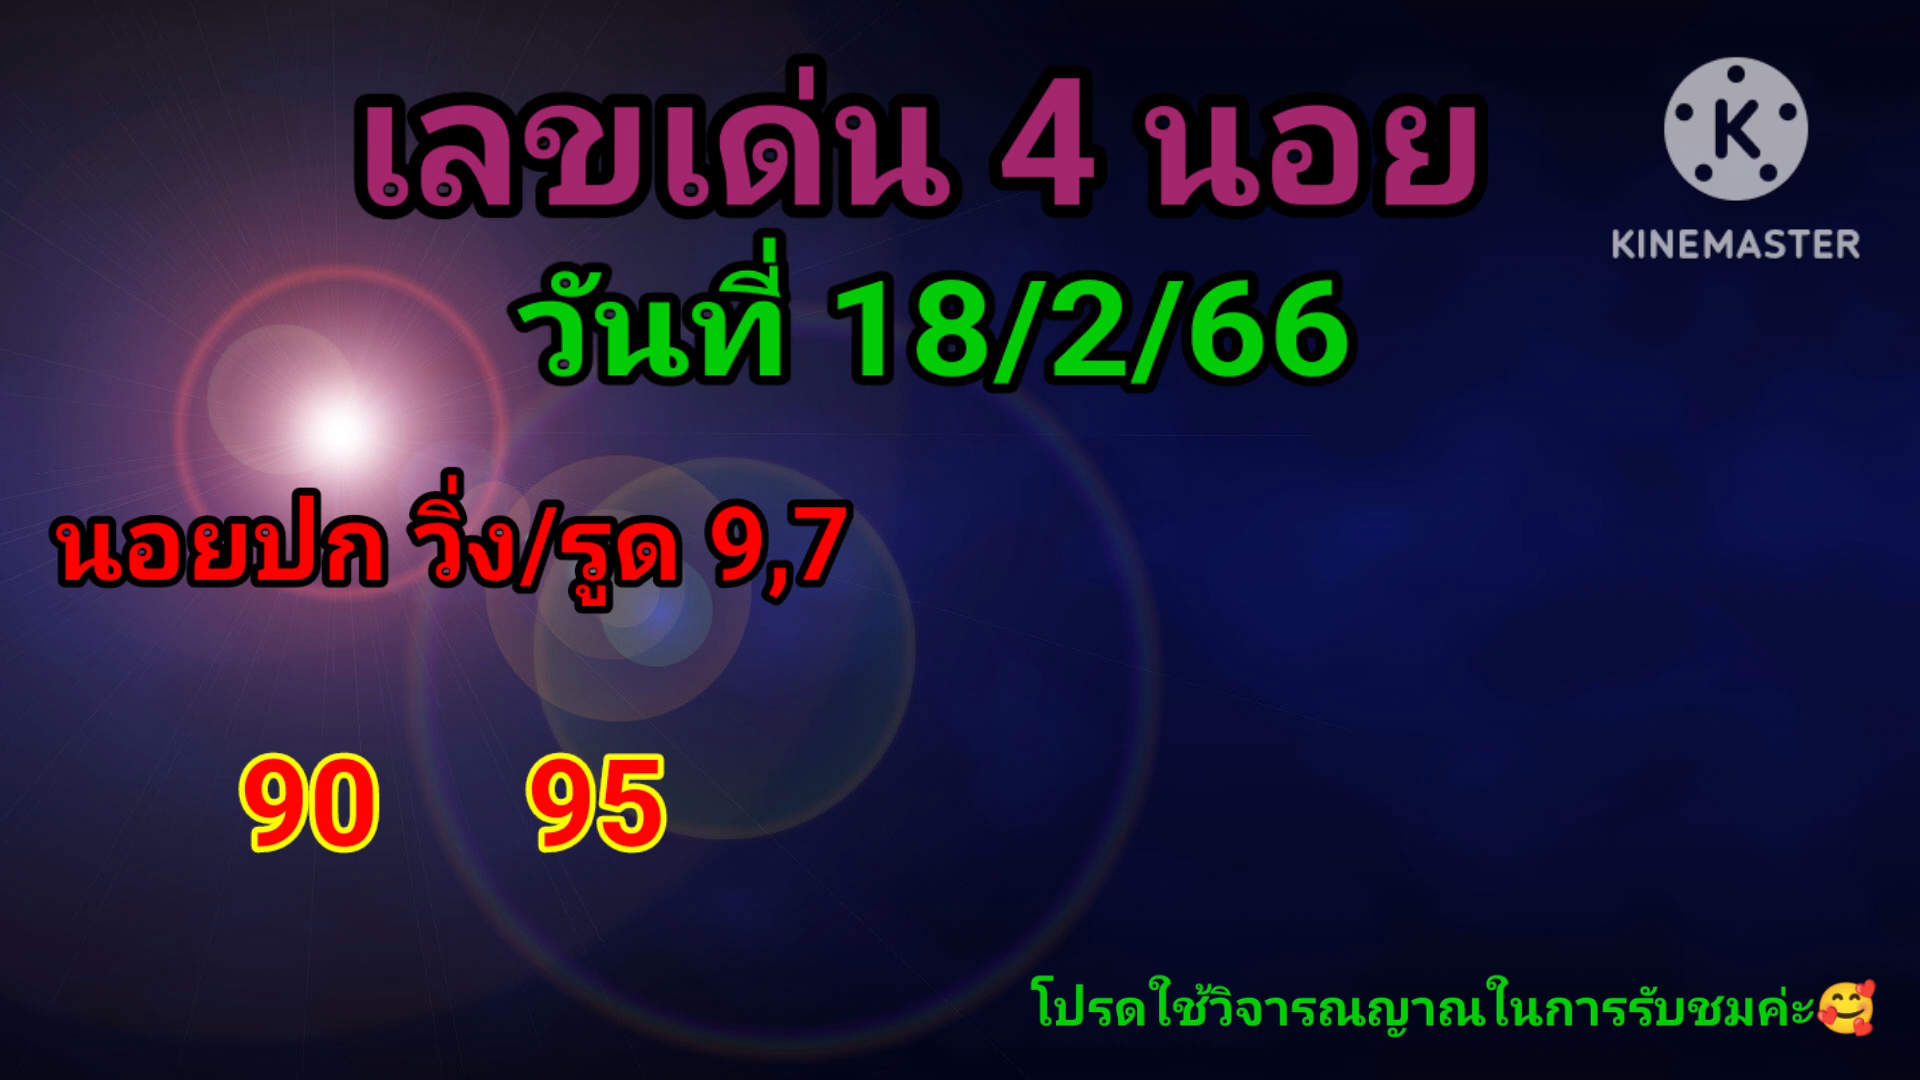 เลขเด่น 4 นอย
KINEMASTER
วันที่ 18/2/66
นอยปก วิ่ง/รูด 9,7
90 95
โปรดใช้วิจารณญาณในการรับชมค่ะ🥰